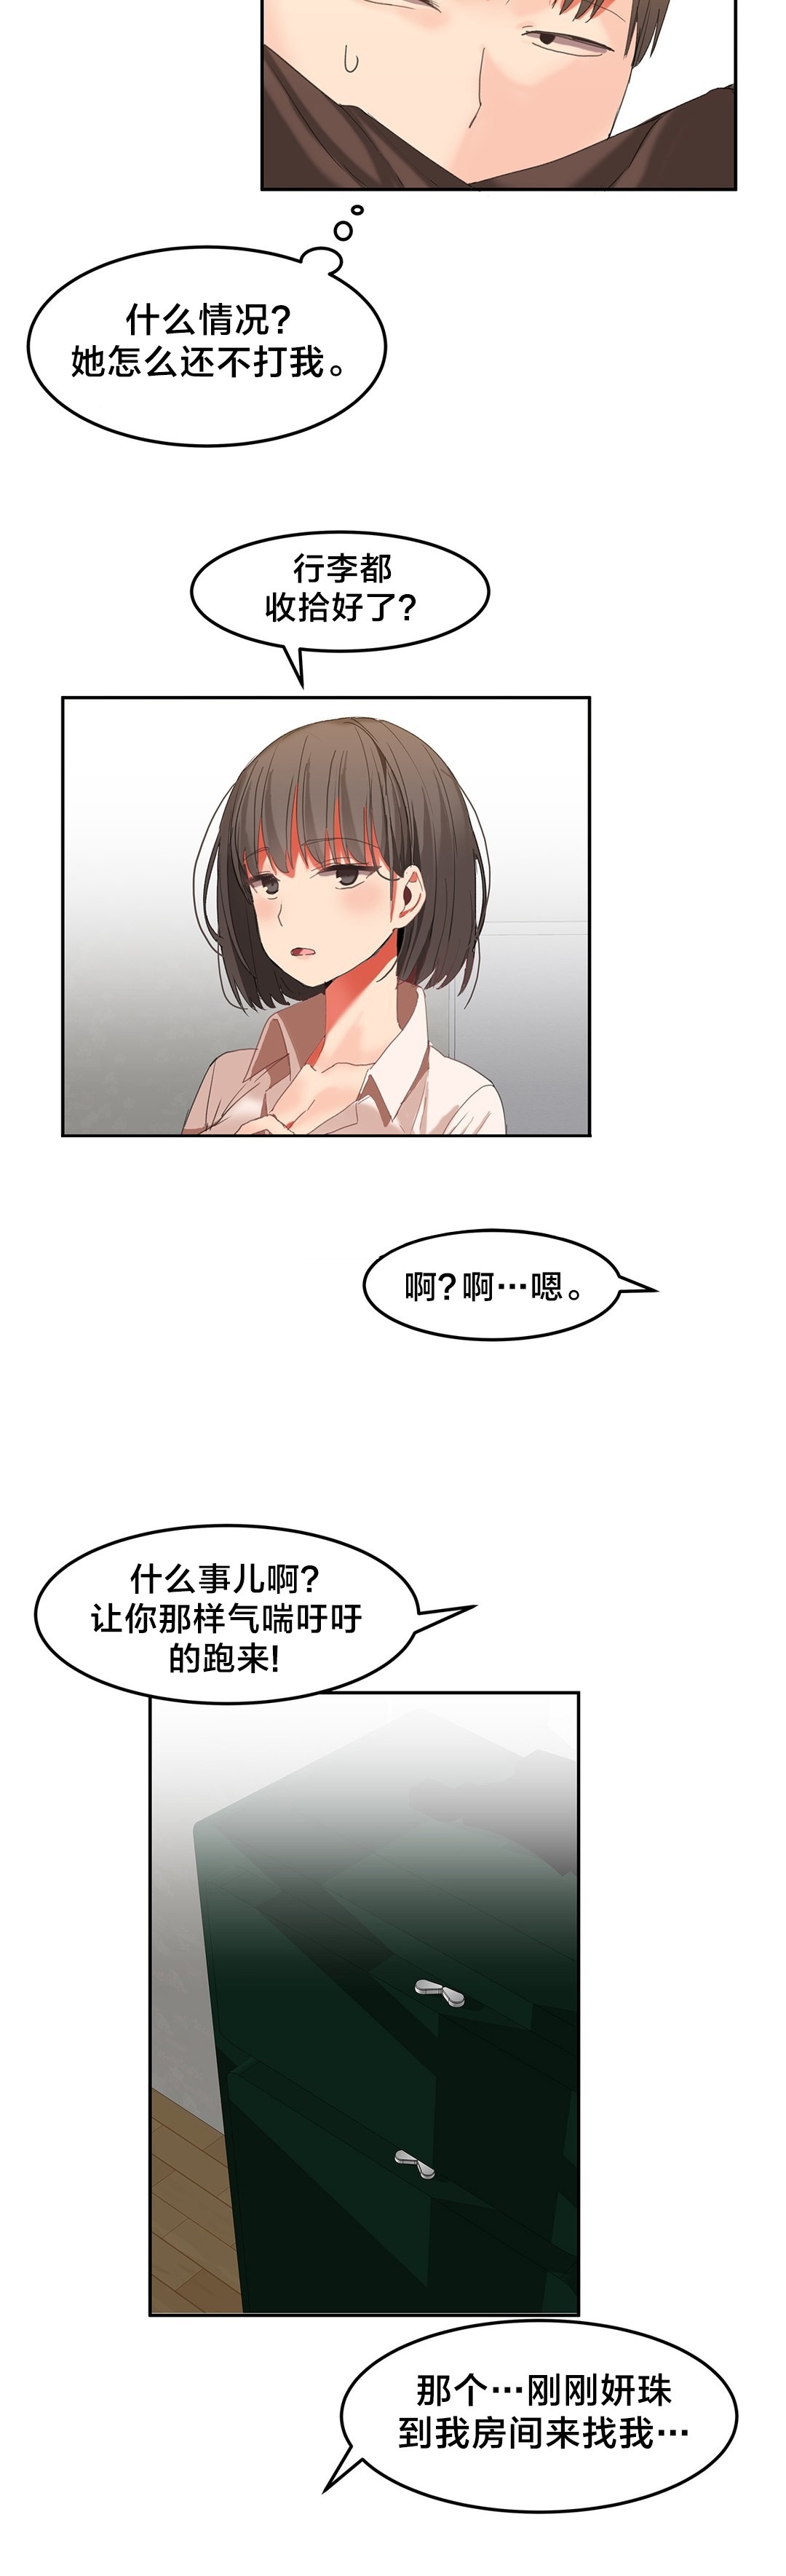 什么情况?
她怎么还不打我。
行李都
收拾好了?
啊?啊…嗯。
什么事儿啊?
让你那样气喘吁吁
的跑来!
那个…刚刚妍珠
到我房间来找我…